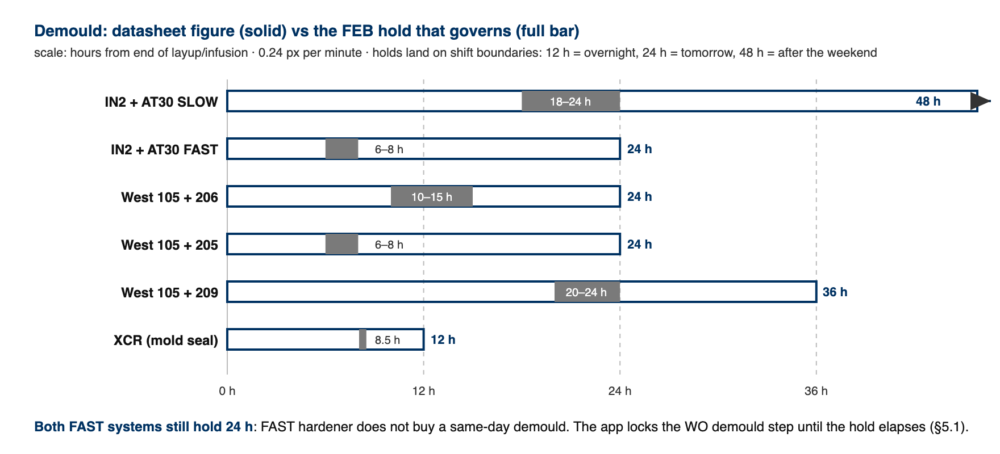 Demould: datasheet figure (solid) vs the FEB hold that governs (full bar)
scale: hours from end of layup/infusion · 0.24 px per minute · holds land on shift boundaries: 12 h = overnight, 24 h = tomorrow, 48 h = after the weekend
IN2 + AT30 SLOW 18–24 h 48 h
IN2 + AT30 FAST 6–8 h 24 h
West 105 + 206 10–15 h 24 h
West 105 + 205 6–8 h 24 h
West 105 + 209 20–24 h 36 h
XCR (mold seal) 8.5 h 12 h
0 h 12 h 24 h 36 h
Both FAST systems still hold 24 h: FAST hardener does not buy a same-day demould. The app locks the WO demould step until the hold elapses (§5.1).